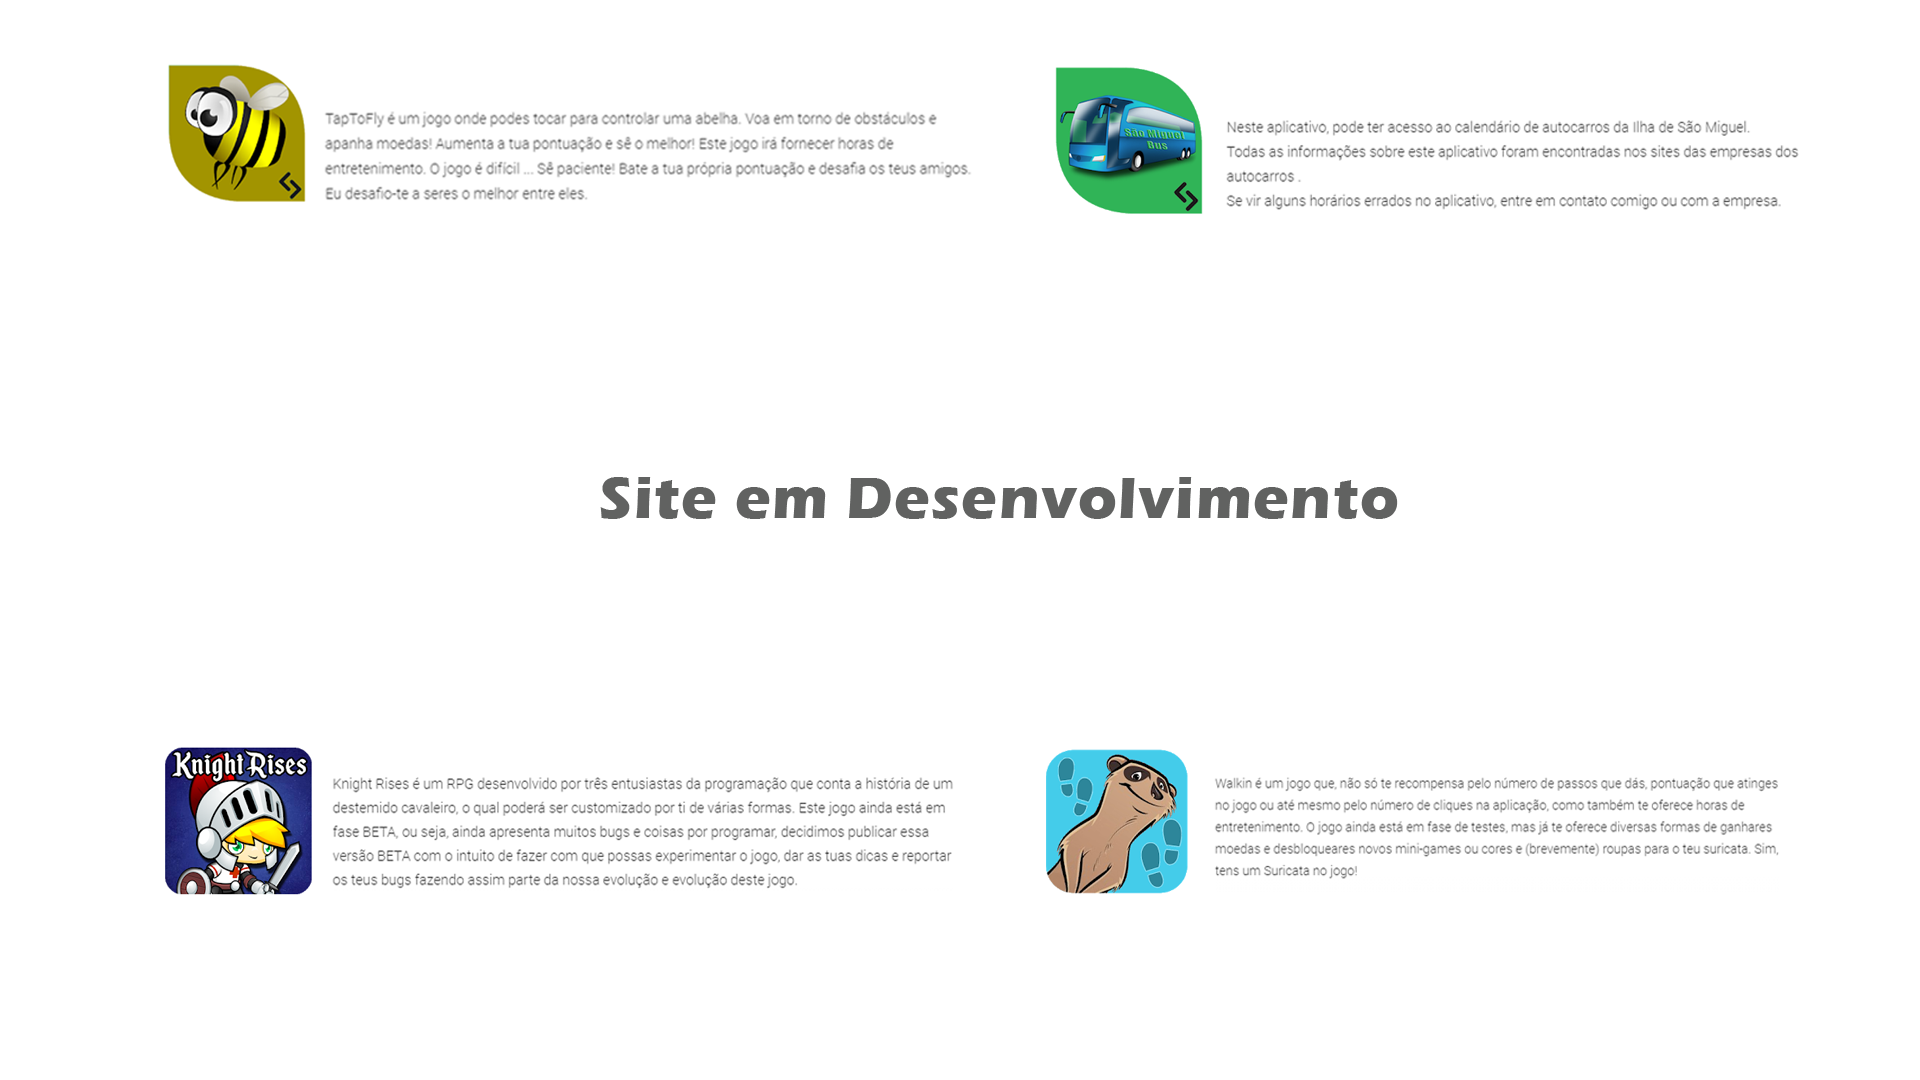 TapToFly é um jogo onde podes tocar para controlar uma abelha. Voa em torno de obstáculos e
apanha moedas! Aumenta a tua pontuação e sê o melhor! Este jogo irá fornecer horas de
entretenimento. O jogo é difícil ... Sê paciente! Bate a tua própria pontuação e desafia os teus amigos.
Eu desafio-te a seres o melhor entre eles.
São Miguel
Bus
Neste aplicativo, pode ter acesso ao calendário de autocarros da Ilha de São Miguel.
Todas as informações sobre este aplicativo foram encontradas nos sites das empresas dos
autocarros .
Se vir alguns horários errados no aplicativo, entre em contato comigo ou com a empresa.
Site em Desenvolvimento
Knight Rises
Knight Rises é um RPG desenvolvido por três entusiastas da programação que conta a história de um
destemido cavaleiro, o qual poderá ser customizado por ti de várias formas. Este jogo ainda está em
fase BETA, ou seja, ainda apresenta muitos bugs e coisas por programar, decidimos publicar essa
versão BETA com o intuito de fazer com que possas experimentar o jogo, dar as tuas dicas e reportar
os teus bugs fazendo assim parte da nossa evolução e evolução deste jogo.
Walkin é um jogo que, não só te recompensa pelo número de passos que dás, pontuação que atinges
no jogo ou até mesmo pelo número de cliques na aplicação, como também te oferece horas de
entretenimento. O jogo ainda está em fase de testes, mas já te oferece diversas formas de ganhares
moedas e desbloqueares novos mini-games ou cores e (brevemente) roupas para o teu suricata. Sim,
tens um Suricata no jogo!